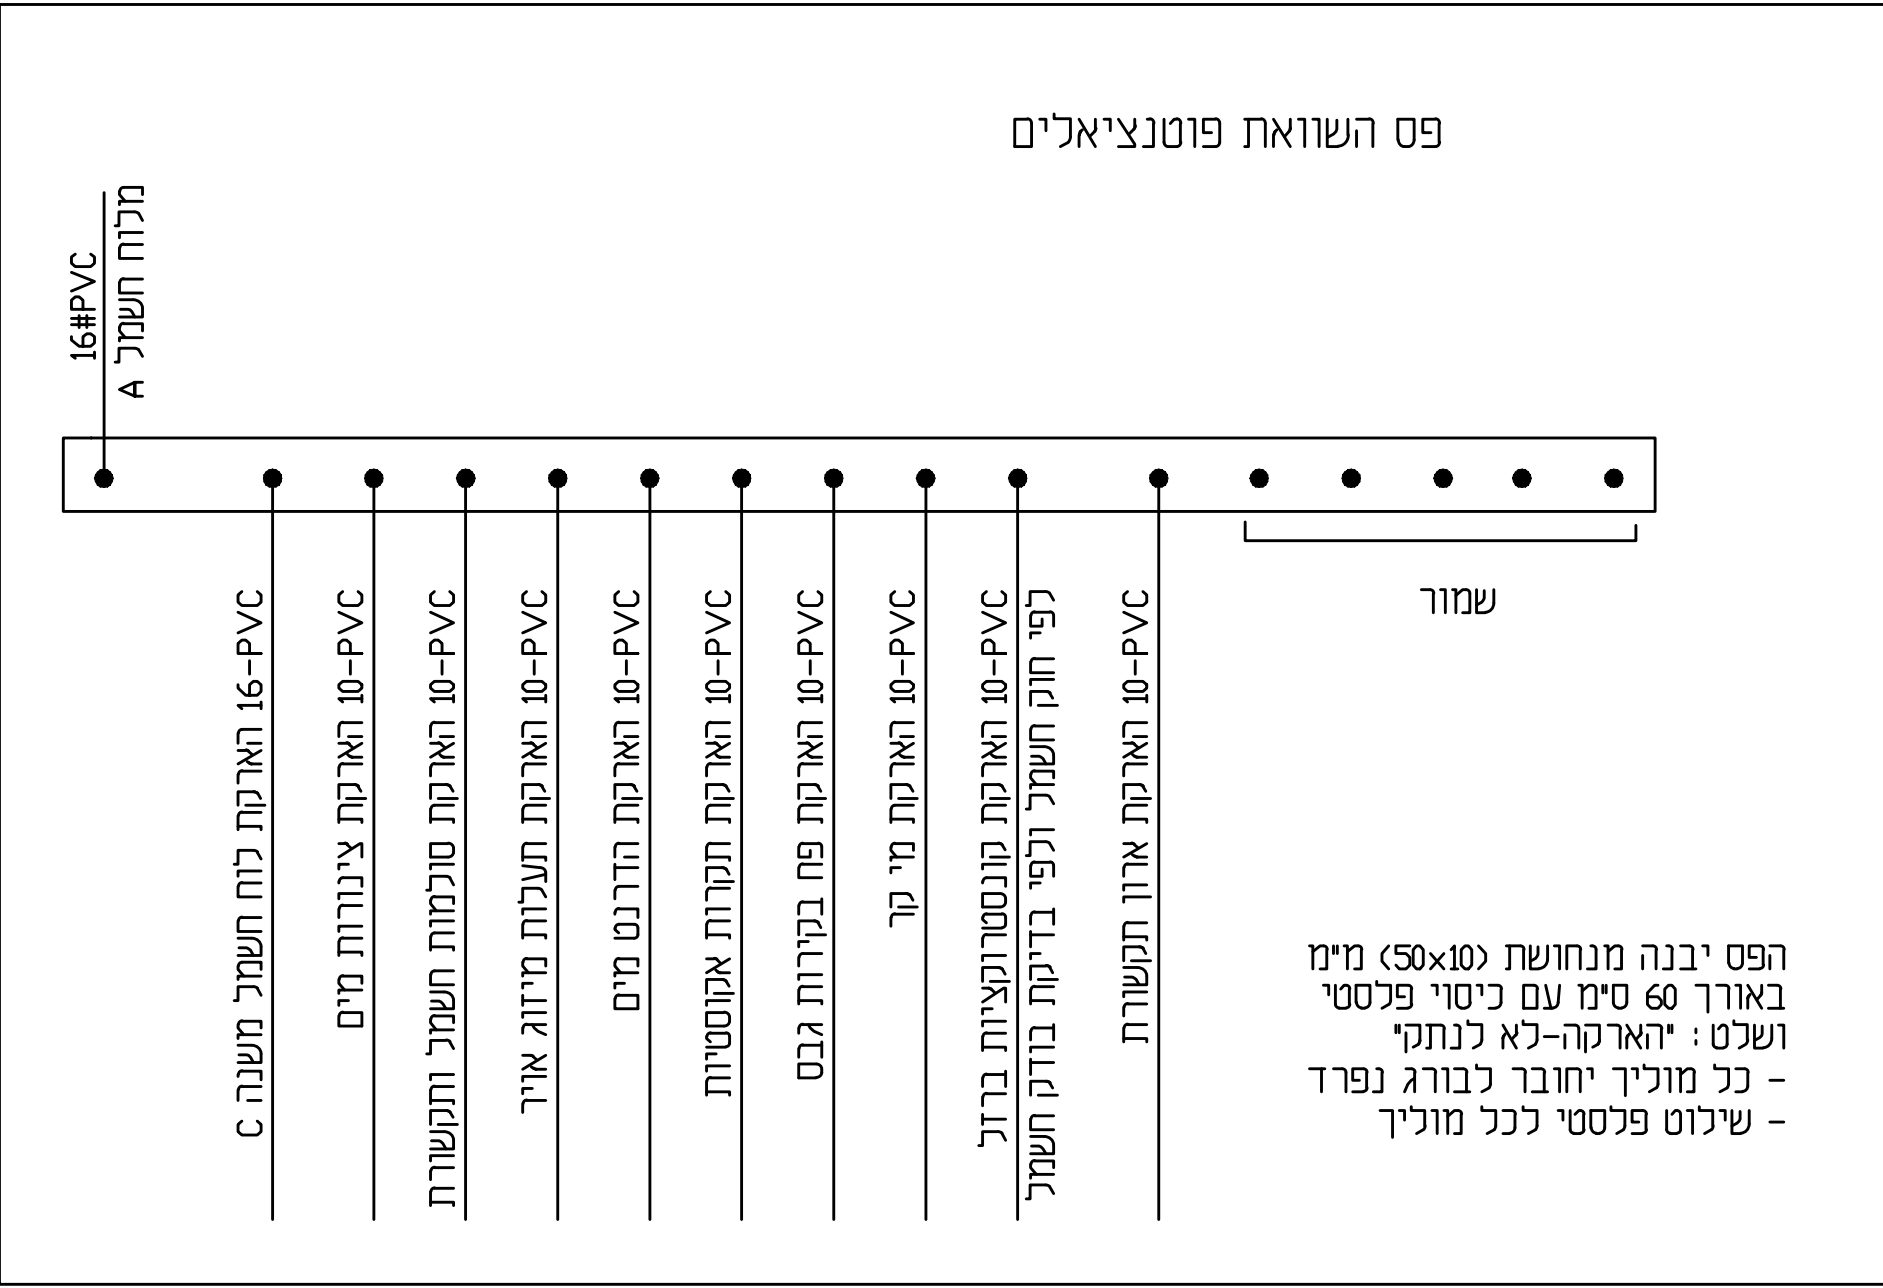 פס השוואת פוטנציאלים
16#PVC
מלוח חשמל A
16-PVC הארקת לוח חשמל משנה C
10-PVC הארקת צינורות מים
10-PVC הארקת סולמות חשמל ותקשורת
10-PVC הארקת תעלות מיזוג אויר
10-PVC הארקת הדרנט מים
10-PVC הארקת תקרות אקוסטיות
10-PVC הארקת פח בקירות גבס
10-PVC הארקת מי קר
10-PVC הארקת קונסטרוקציות ברזל
לפי חוק חשמל ולפי בדיקת בודק חשמל
10-PVC הארקת ארון תקשורת
שמור
הפס יבנה מנחושת (50x10) מ"מ
באורך 60 ס"מ עם כיסוי פלסטי
ושלט: "הארקה-לא לנתק"
- כל מוליך יחובר לבורג נפרד
- שילוט פלסטי לכל מוליך